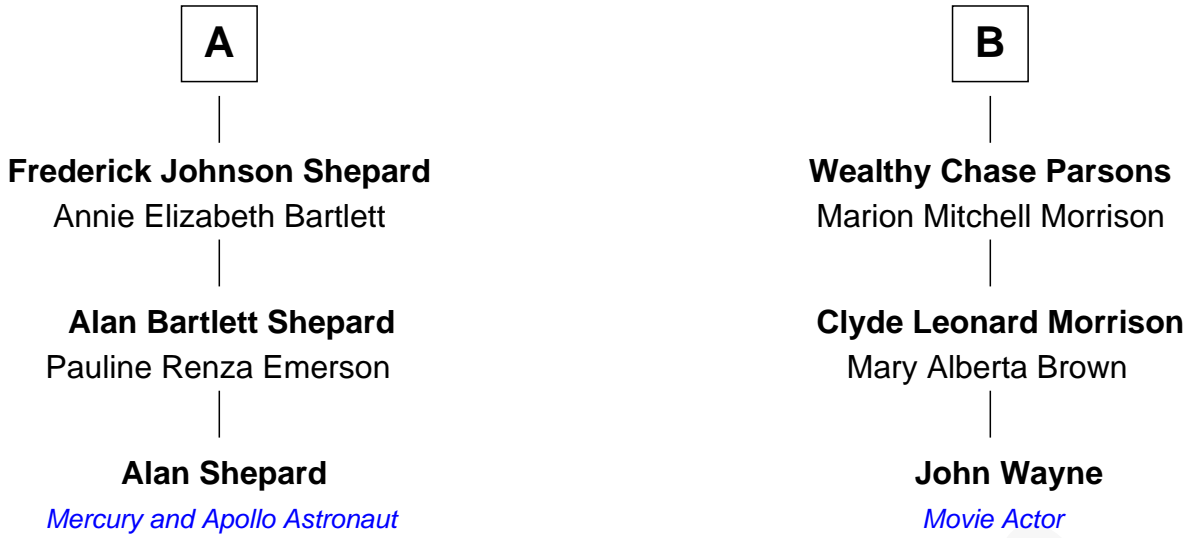 A
Frederick Johnson Shepard
Annie Elizabeth Bartlett
Alan Bartlett Shepard
Pauline Renza Emerson
Alan Shepard
Mercury and Apollo Astronaut
B
Wealthy Chase Parsons
Marion Mitchell Morrison
Clyde Leonard Morrison
Mary Alberta Brown
John Wayne
Movie Actor